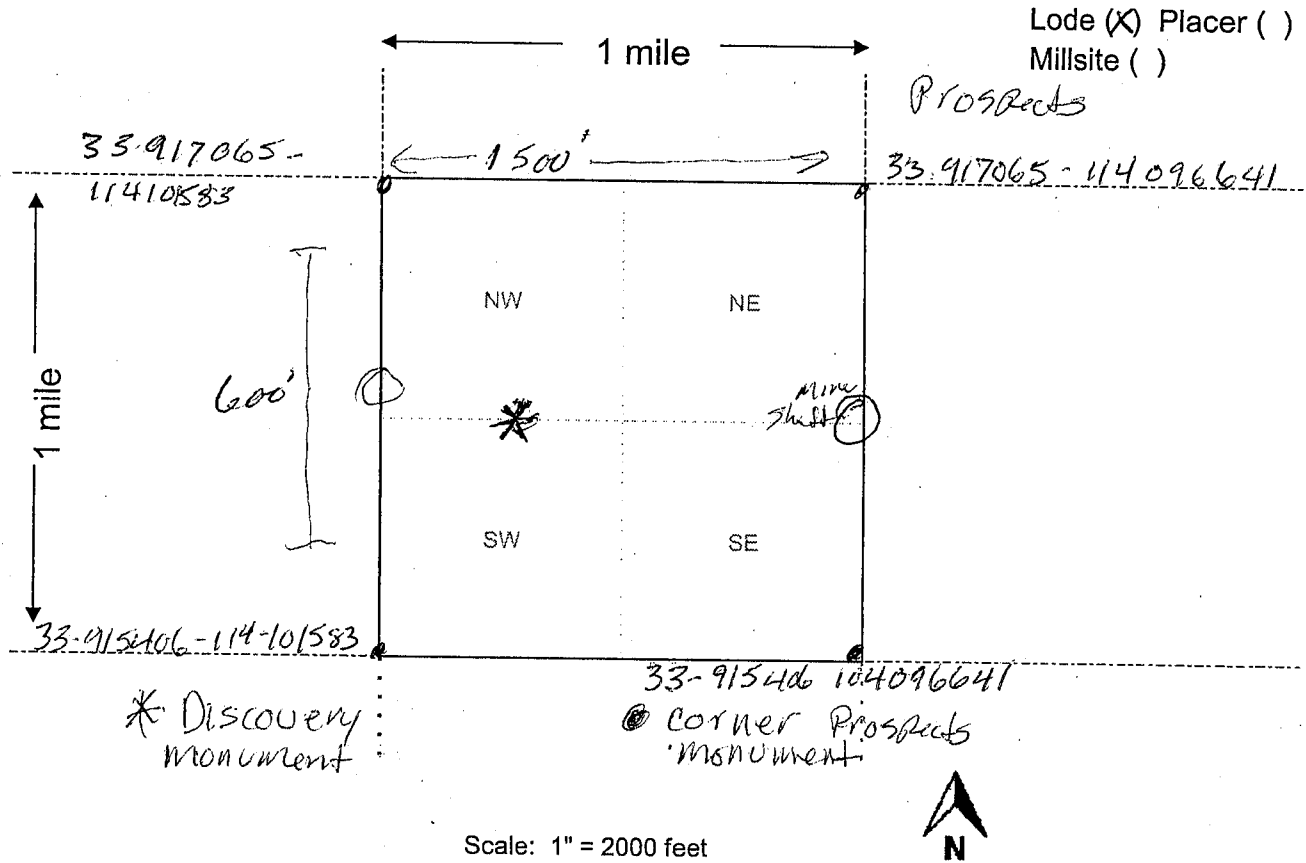 Lode (X) Placer ( )
Millsite ( )
1 mile
Prospects
33.917065-
11410583
1500'
33.917065-114096641
NW
NE
1 mile
600'
Mine
Shaft
SW
SE
33-915406-114-101583
33-915406 104096641
* Discovery
monument
corner Prospects
monument
Scale: 1" = 2000 feet
N